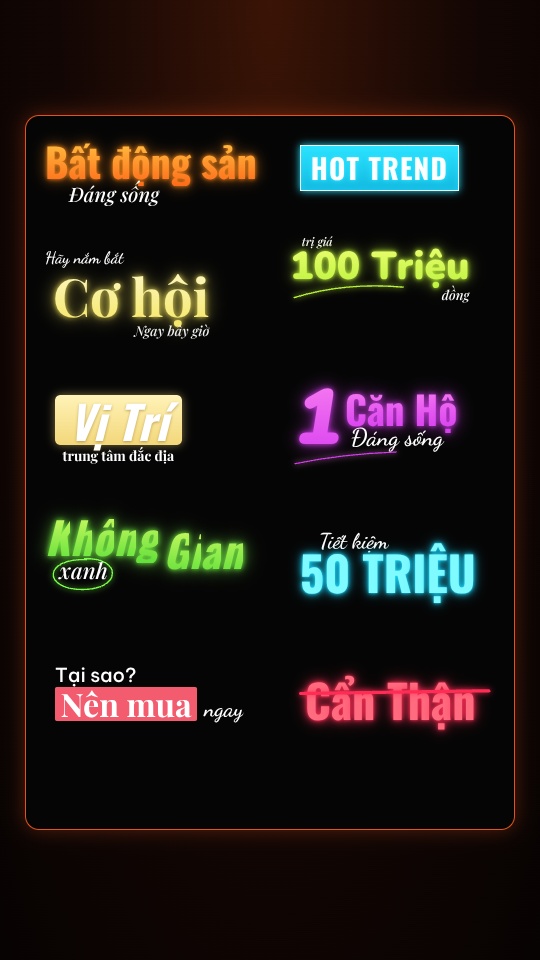 Bất động sản
Đáng sống
HOT TREND
Hãy nắm bắt
Cơ hội
Ngay bây giờ
trị giá
100 Triệu
đồng
Vị Trí
trung tâm đắc địa
1 Căn Hộ
Đáng sống
Không Gian
xanh
Tiết kiệm
50 TRIỆU
Tại sao?
Nên mua ngay
Cẩn Thận